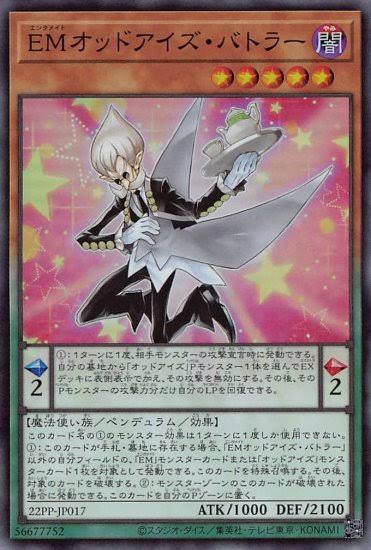 エンタメイト
EMオッドアイズ・バトラー
やみ
闇
①:1ターンに1度、相手モンスターの攻撃宣言時に発動できる。
自分の墓地から「オッドアイズ」Pモンスター1体を選んでEX
デッキに表側表示で加え、その攻撃を無効にする。その後、その
Pモンスターの攻撃力分だけ自分のLPを回復できる。
2
2
【魔法使い族/ペンデュラム/効果】
このカード名の①のモンスター効果は1ターンに1度しか使用できない。
①:このカードが手札・墓地に存在する場合、「EMオッドアイズ・バトラー」
以外の自分フィールドの、「EM」モンスターカードまたは「オッドアイズ」モンス
ターカード1枚を対象として発動できる。このカードを特殊召喚する。その後、
対象のカードを破壊する。②:モンスターゾーンのこのカードが破壊され
た場合に発動できる。このカードを自分のPゾーンに置く。
22PP-JP017
ATK/1000
DEF/2100
56677752
©スタジオ・ダイス/集英社・テレビ東京・KONAMI